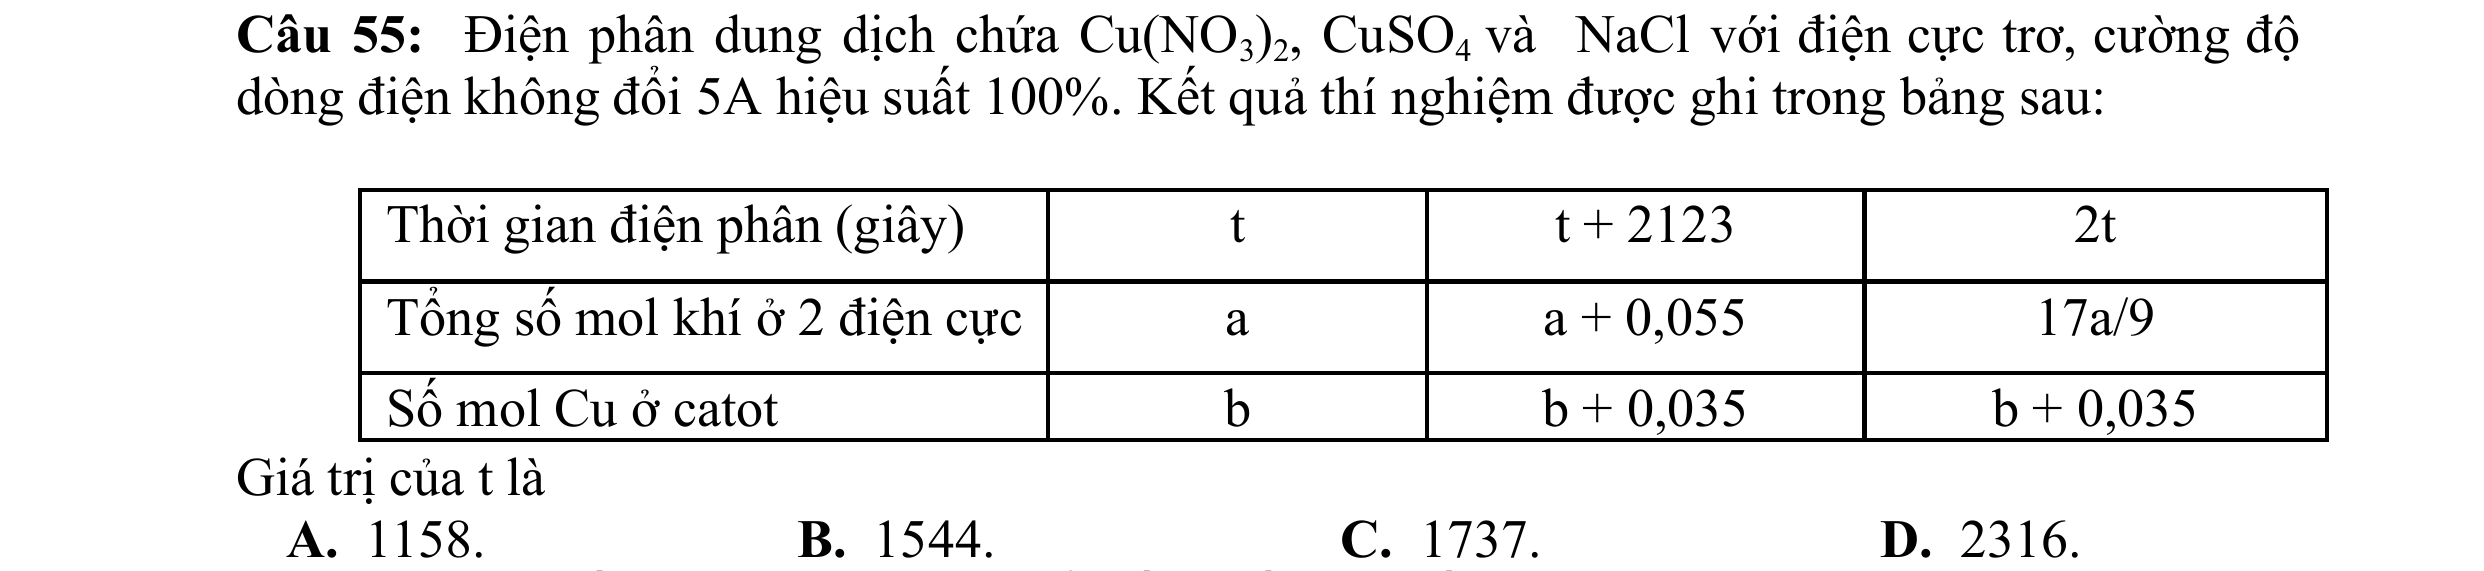 Câu 55: Điện phân dung dịch chứa Cu(NO₃)₂, CuSO₄ và NaCl với điện cực trơ, cường độ
dòng điện không đổi 5A hiệu suất 100%. Kết quả thí nghiệm được ghi trong bảng sau:
Thời gian điện phân (giây) t t + 2123 2t
Tổng số mol khí ở 2 điện cực a a + 0,055 17a/9
Số mol Cu ở catot b b + 0,035 b + 0,035
Giá trị của t là
A. 1158. B. 1544. C. 1737. D. 2316.